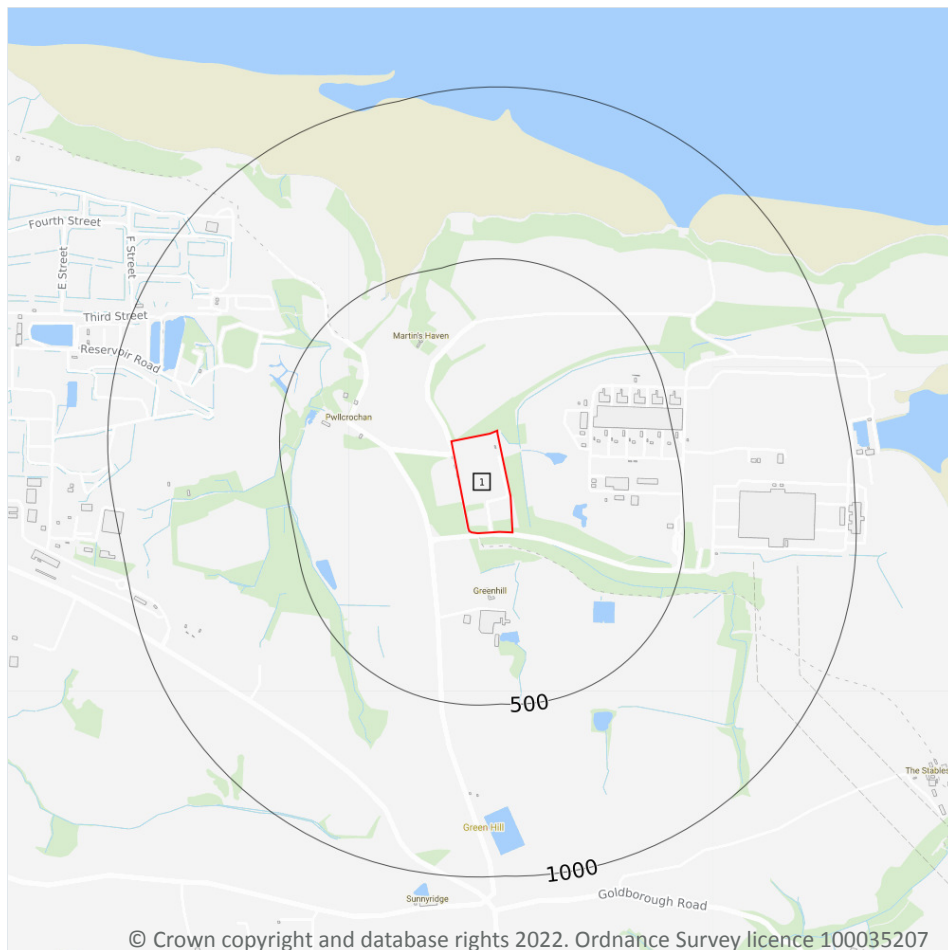 Fourth Street
F Street
E Street
Third Street
Martin's Haven
Reservoir Road
Pwllcrochan
1
Greenhill
500
The Stables
Green Hill
1000
Goldborough Road
Sunnyridge
© Crown copyright and database rights 2022. Ordnance Survey licence 100035207